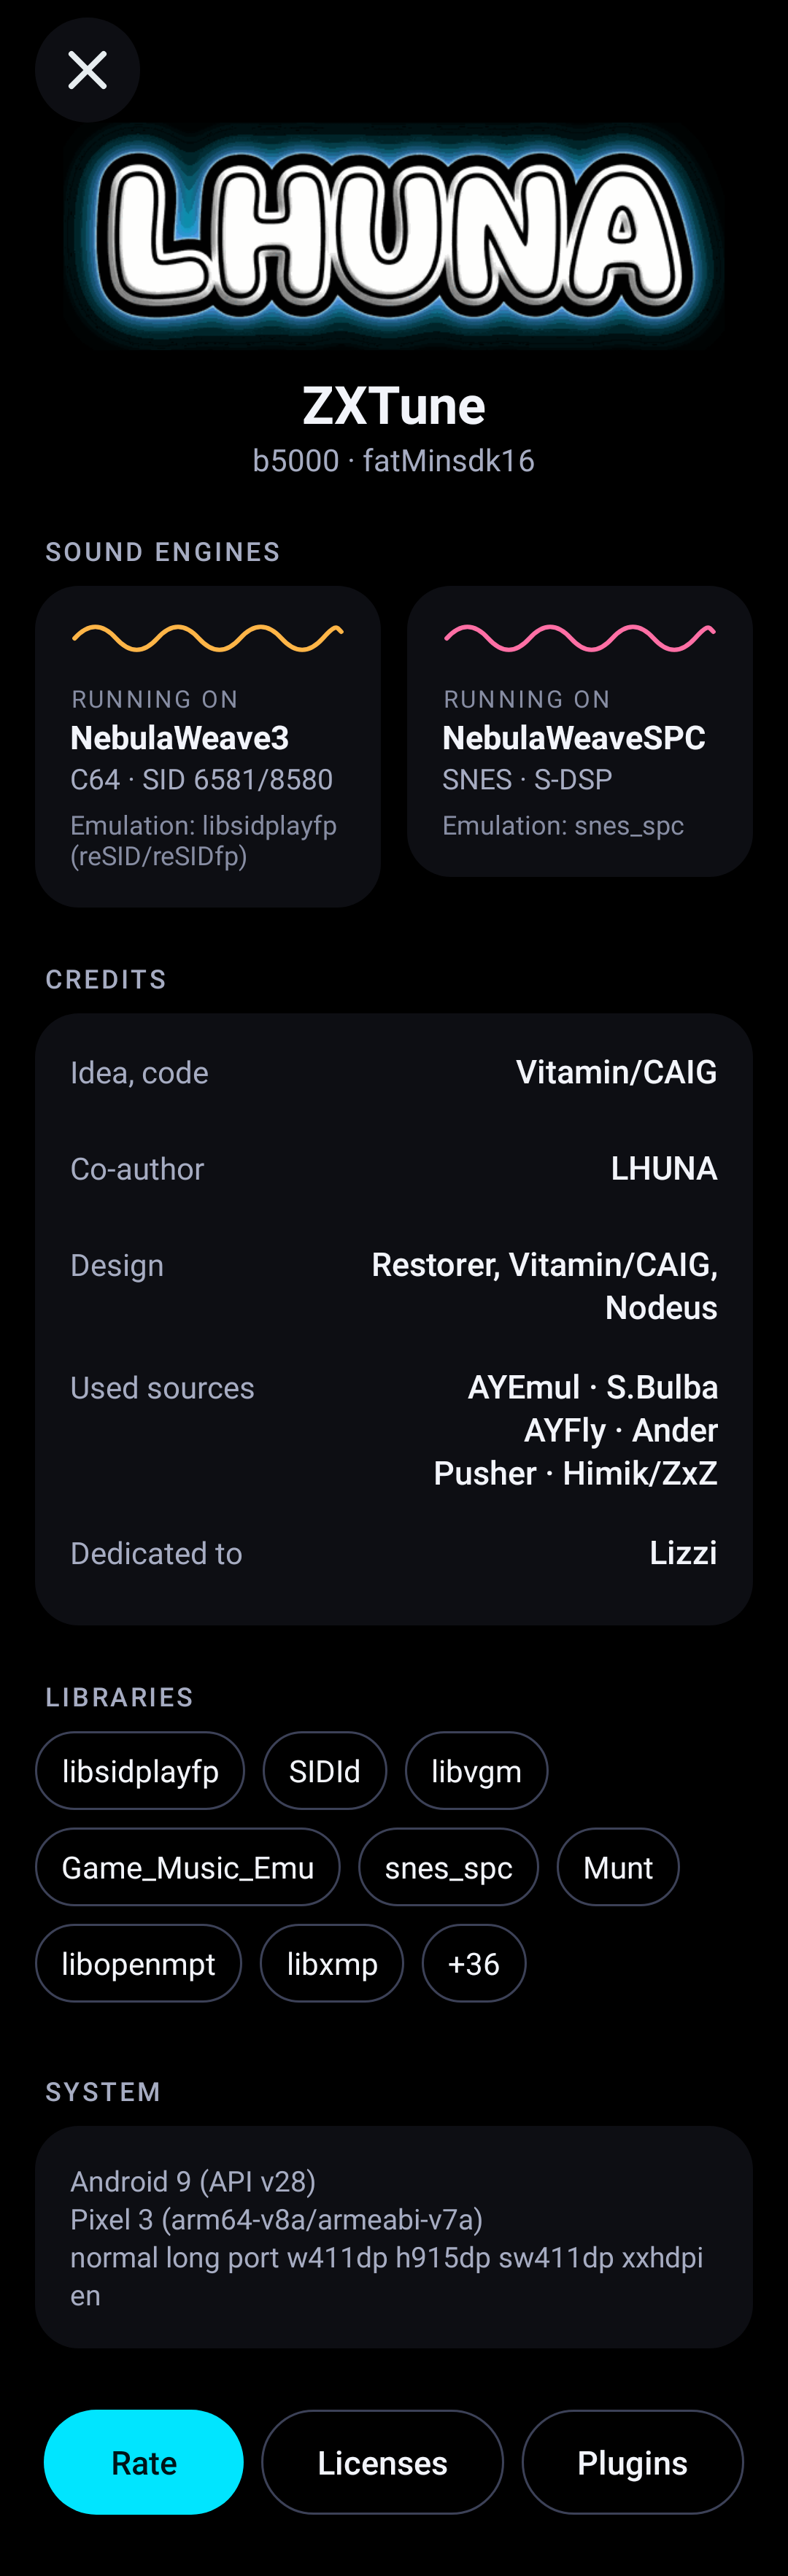 LHUNA
ZXTune
b5000 · fatMinsdk16
SOUND ENGINES
RUNNING ON
NebulaWeave3
C64 · SID 6581/8580
Emulation: libsidplayfp
(reSID/reSIDfp)
RUNNING ON
NebulaWeaveSPC
SNES · S-DSP
Emulation: snes_spc
CREDITS
Idea, code Vitamin/CAIG
Co-author LHUNA
Design Restorer, Vitamin/CAIG,
Nodeus
Used sources AYEmul · S.Bulba
AYFly · Ander
Pusher · Himik/ZxZ
Dedicated to Lizzi
LIBRARIES
libsidplayfp SIDId libvgm
Game_Music_Emu snes_spc Munt
libopenmpt libxmp +36
SYSTEM
Android 9 (API v28)
Pixel 3 (arm64-v8a/armeabi-v7a)
normal long port w411dp h915dp sw411dp xxhdpi
en
Rate Licenses Plugins